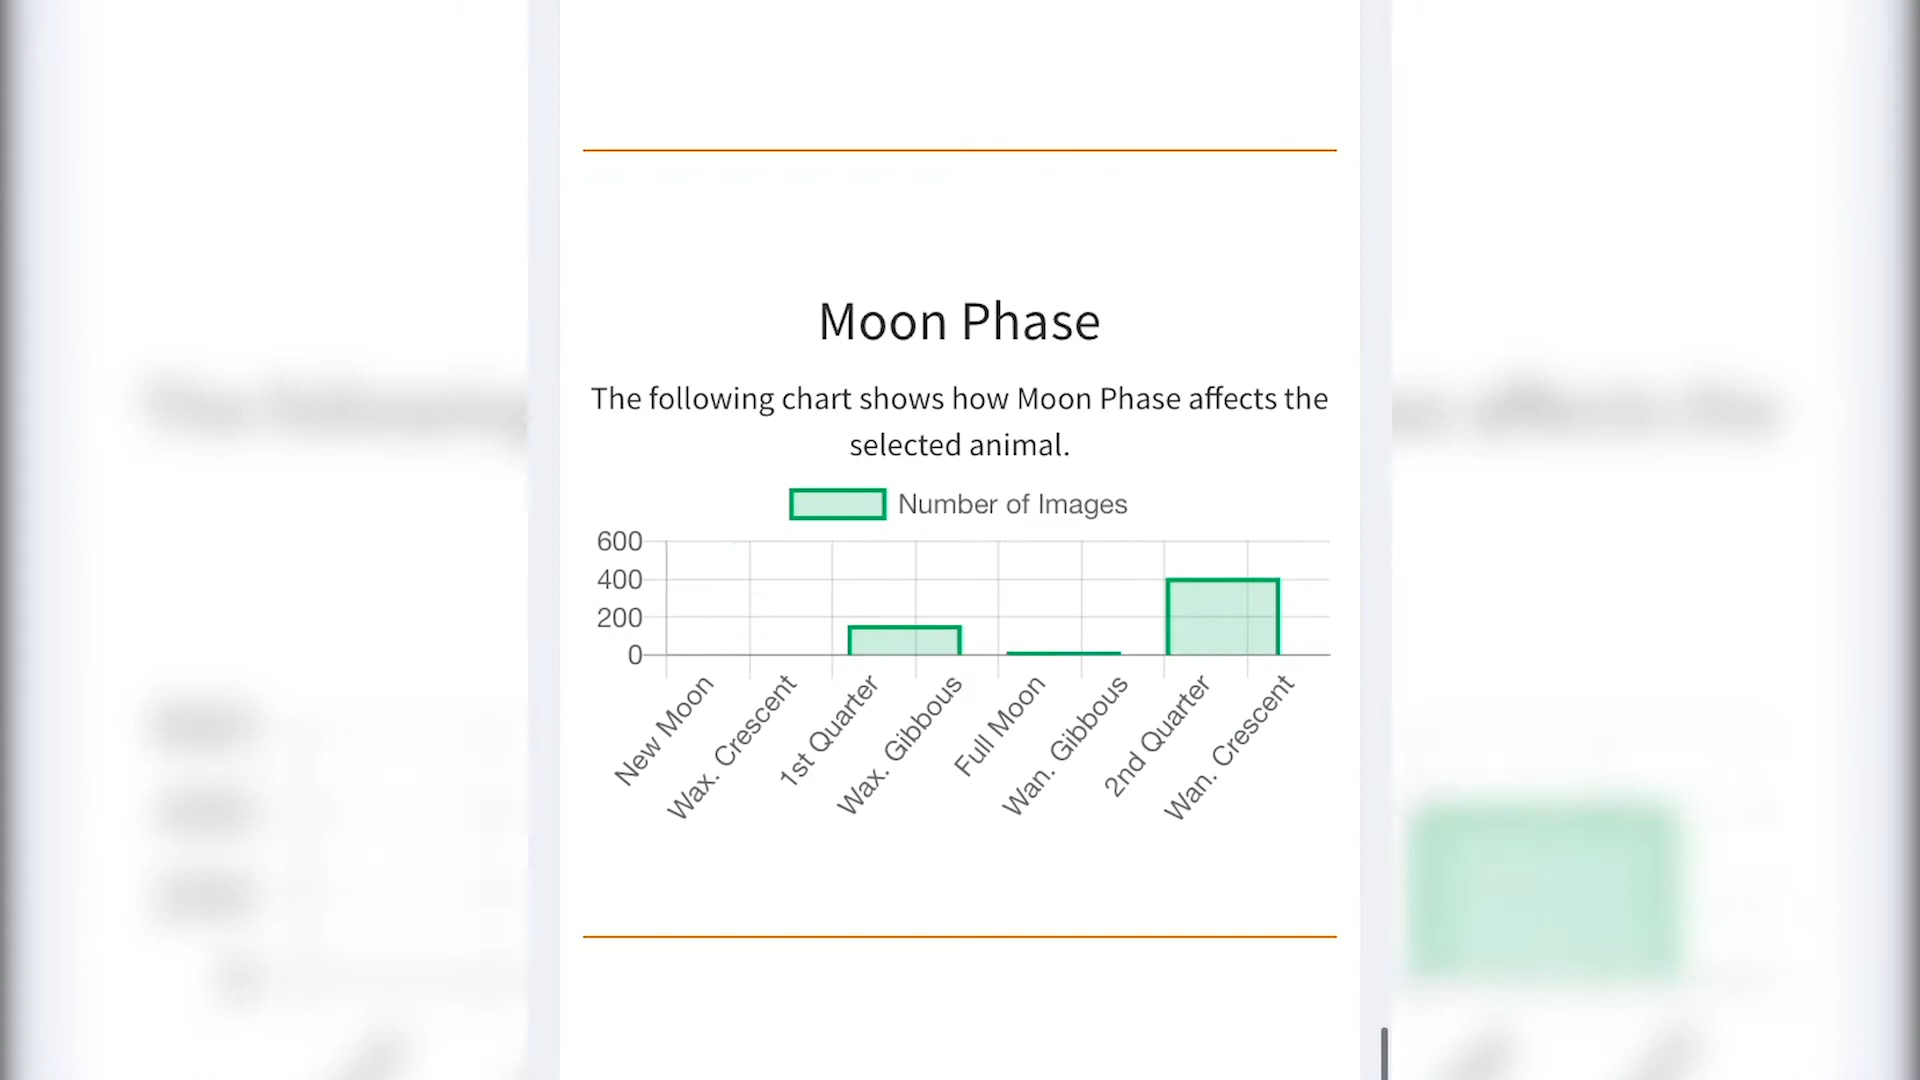 Moon Phase
The following chart shows how Moon Phase affects the
selected animal.
Number of Images
600
400
200
0
New Moon
Wax. Crescent
1st Quarter
Wax. Gibbous
Full Moon
Wan. Gibbous
2nd Quarter
Wan. Crescent